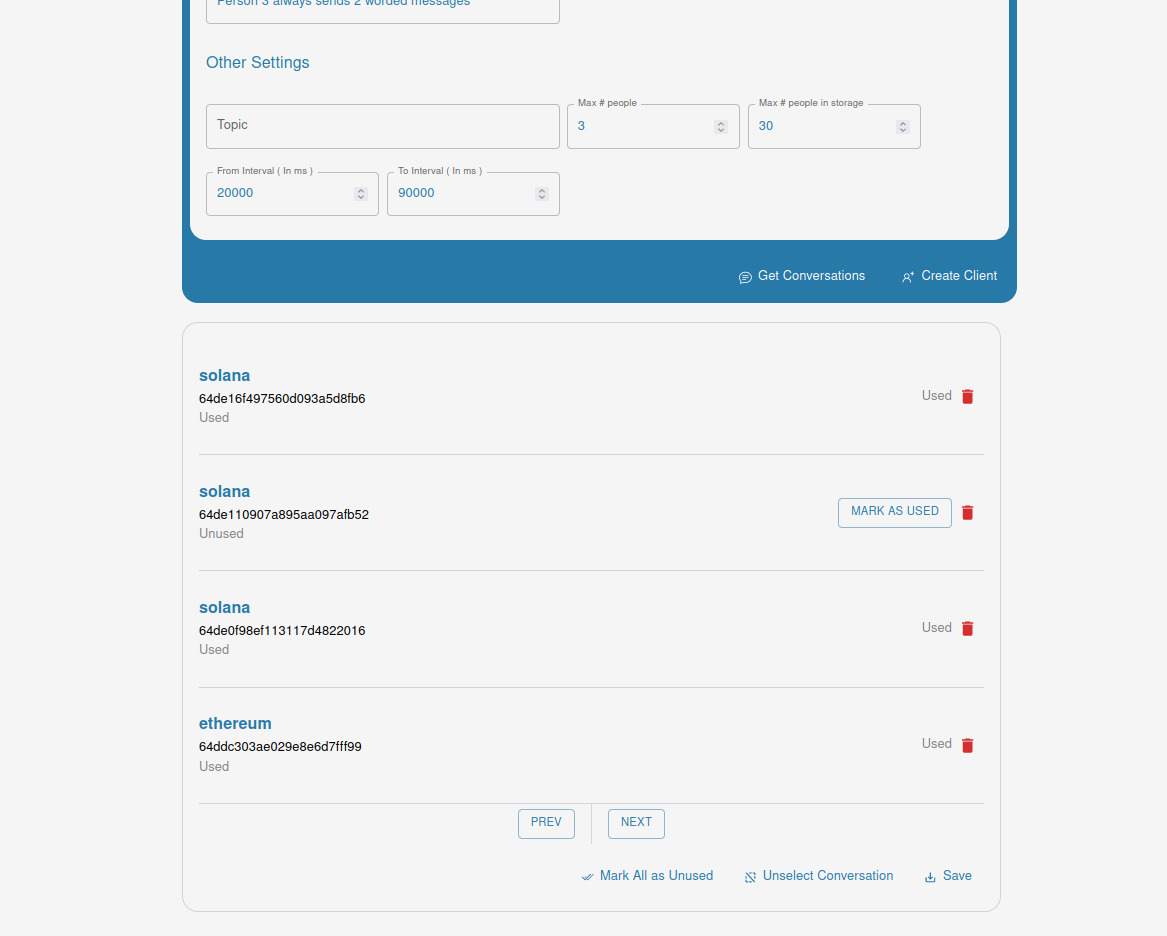 Person 3 always sends 2 worded messages
Other Settings
Topic
Max # people
3
Max # people in storage
30
From Interval ( In ms )
20000
To Interval ( In ms )
90000
Get Conversations
Create Client
solana
64de16f497560d093a5d8fb6
Used
Used
solana
64de110907a895aa097afb52
Unused
MARK AS USED
solana
64de0f98ef113117d4822016
Used
Used
ethereum
64ddc303ae029e8e6d7fff99
Used
Used
PREV
NEXT
Mark All as Unused
Unselect Conversation
Save